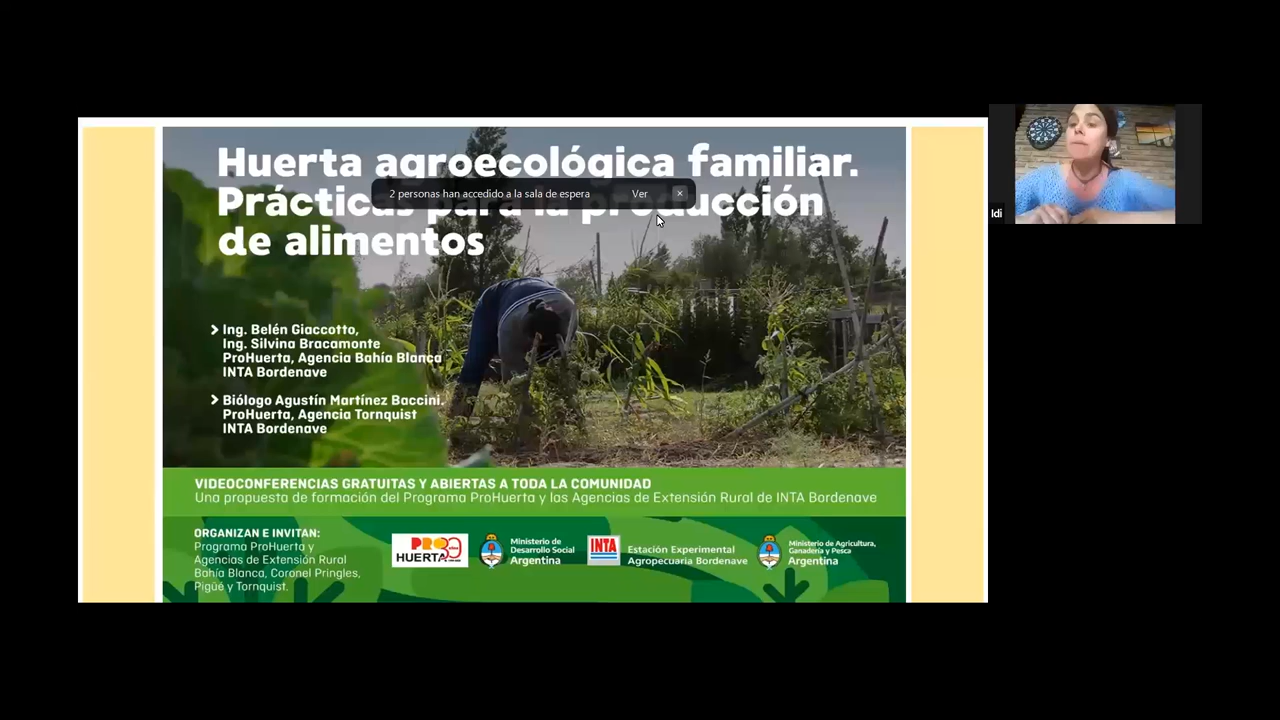 Huerta agroecológica familiar.
2 personas han accedido a la sala de espera Ver ×
Prácticas para la producción
de alimentos
Ing. Belén Giaccotto,
Ing. Silvina Bracamonte
ProHuerta, Agencia Bahía Blanca
INTA Bordenave
Biólogo Agustín Martínez Baccini.
ProHuerta, Agencia Tornquist
INTA Bordenave
VIDEOCONFERENCIAS GRATUITAS Y ABIERTAS A TODA LA COMUNIDAD
Una propuesta de formación del Programa ProHuerta y las Agencias de Extensión Rural de INTA Bordenave
ORGANIZAN E INVITAN:
Programa ProHuerta y
Agencias de Extensión Rural
Bahía Blanca, Coronel Pringles,
Pigüé y Tornquist.
PRO
HUERTA 30
Ministerio de
Desarrollo Social
Argentina
INTA
Estación Experimental
Agropecuaria Bordenave
Ministerio de Agricultura,
Ganadería y Pesca
Argentina
Idi